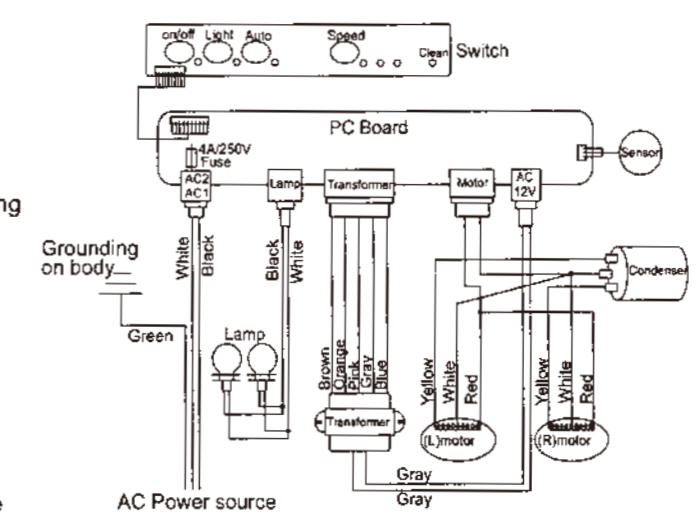 on/off Light Auto Speed
Clean
Switch
PC Board
4A/250V
Fuse
Sensor
AC2
AC1
Lamp
Transformer
Motor
AC
12V
ng
Grounding
on body
White
Black
Black
White
Condenser
Green
Lamp
Brown
Orange
Pink
Gray
Blue
Yellow
White
Red
Yellow
White
Red
Transformer
(L)motor
(R)motor
Gray
Gray
AC Power source
e